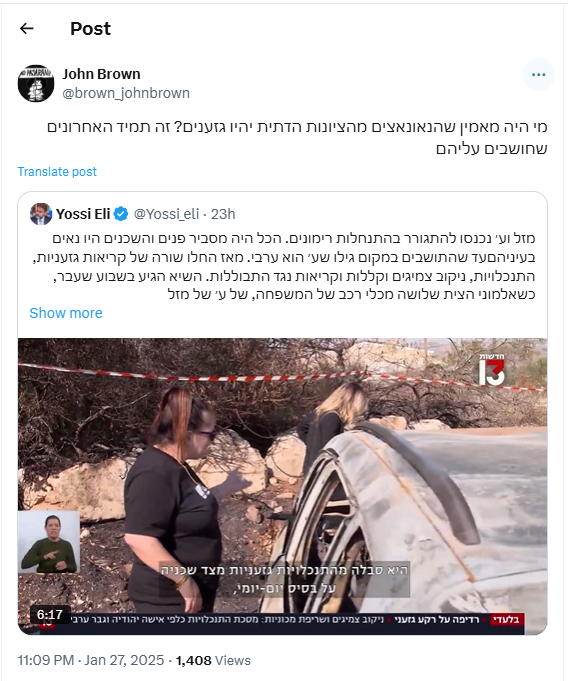 Post
John Brown
@brown_johnbrown
מי היה מאמין שהנאונאצים מהציונות הדתית יהיו גזענים? זה תמיד האחרונים
שחושבים עליהם
Translate post
Yossi Eli @Yossi_eli · 23h
מזל וע׳ נכנסו להתגורר בהתנחלות רימונים. הכל היה מסביר פנים והשכנים היו נאים
בעיניהםעד שהתושבים במקום גילו שע׳ הוא ערבי. מאז החלו שורה של קריאות גזעניות,
התנכלויות, ניקוב צמיגים וקללות וקריאות נגד התבוללות. השיא הגיע בשבוע שעבר,
כשאלמוני הצית שלושה מכלי רכב של המשפחה, של ע׳ של מזל
Show more
חדשות
13
היא סבלה מהתנכלויות גזעניות מצד שכניה
על בסיס יום-יומי,
6:17
בלעדי רדיפה על רקע גזעני ניקוב צמיגים ושריפת מכוניות: מסכת התנכלויות כלפי אישה יהודיה וגבר ערבי
11:09 PM · Jan 27, 2025 · 1,408 Views